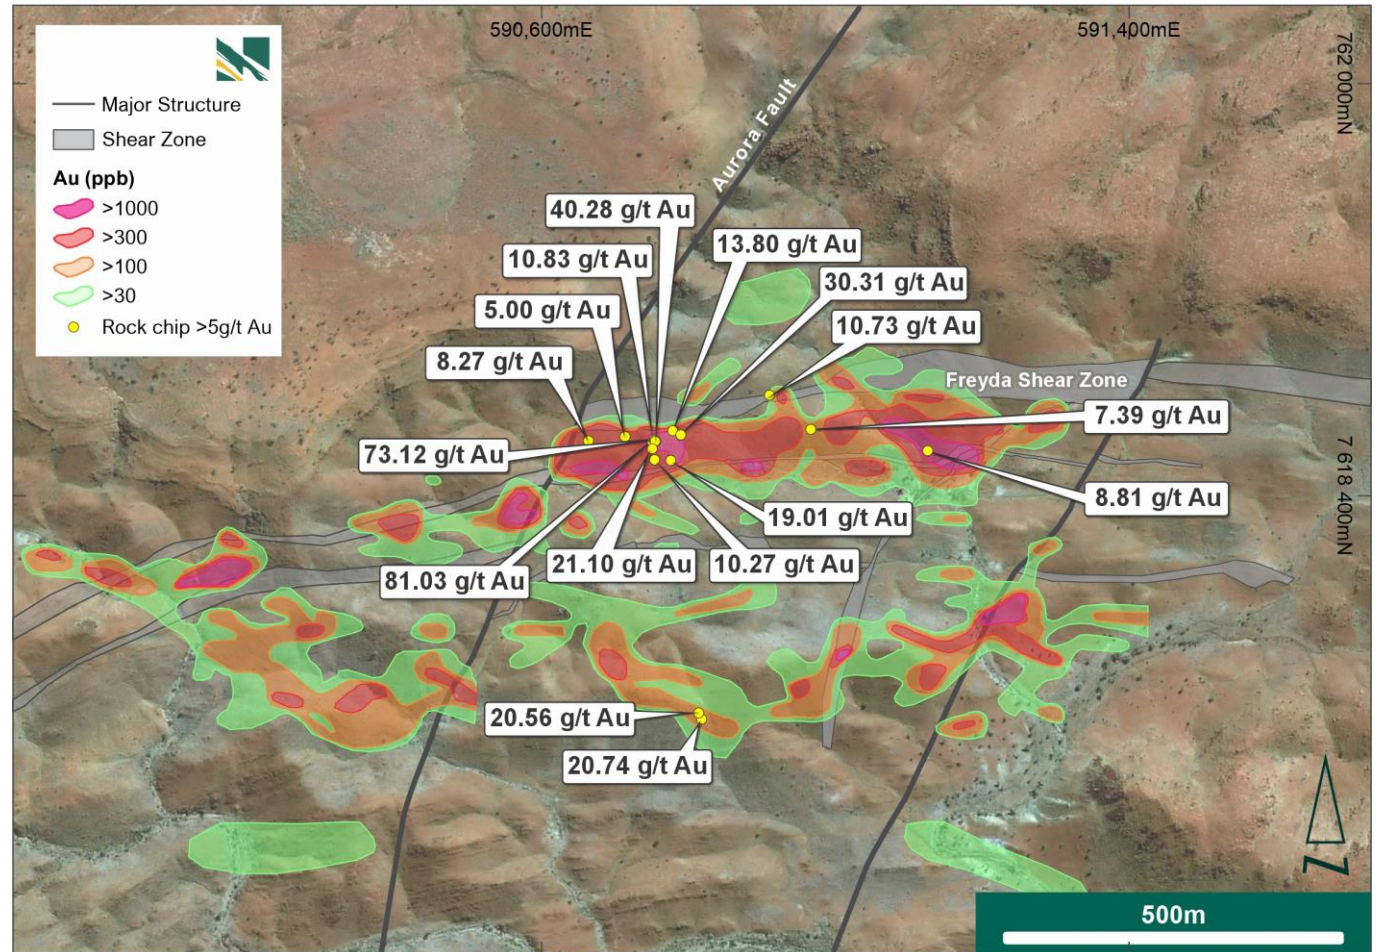 590,600mE
591,400mE
762 000mN
Major Structure
Shear Zone
Au (ppb)
>1000
>300
>100
>30
Rock chip >5g/t Au
Aurora Fault
40.28 g/t Au
13.80 g/t Au
10.83 g/t Au
30.31 g/t Au
5.00 g/t Au
10.73 g/t Au
8.27 g/t Au
Freyda Shear Zone
7.39 g/t Au
73.12 g/t Au
8.81 g/t Au
19.01 g/t Au
7 618 400mN
81.03 g/t Au
21.10 g/t Au
10.27 g/t Au
20.56 g/t Au
20.74 g/t Au
N
500m